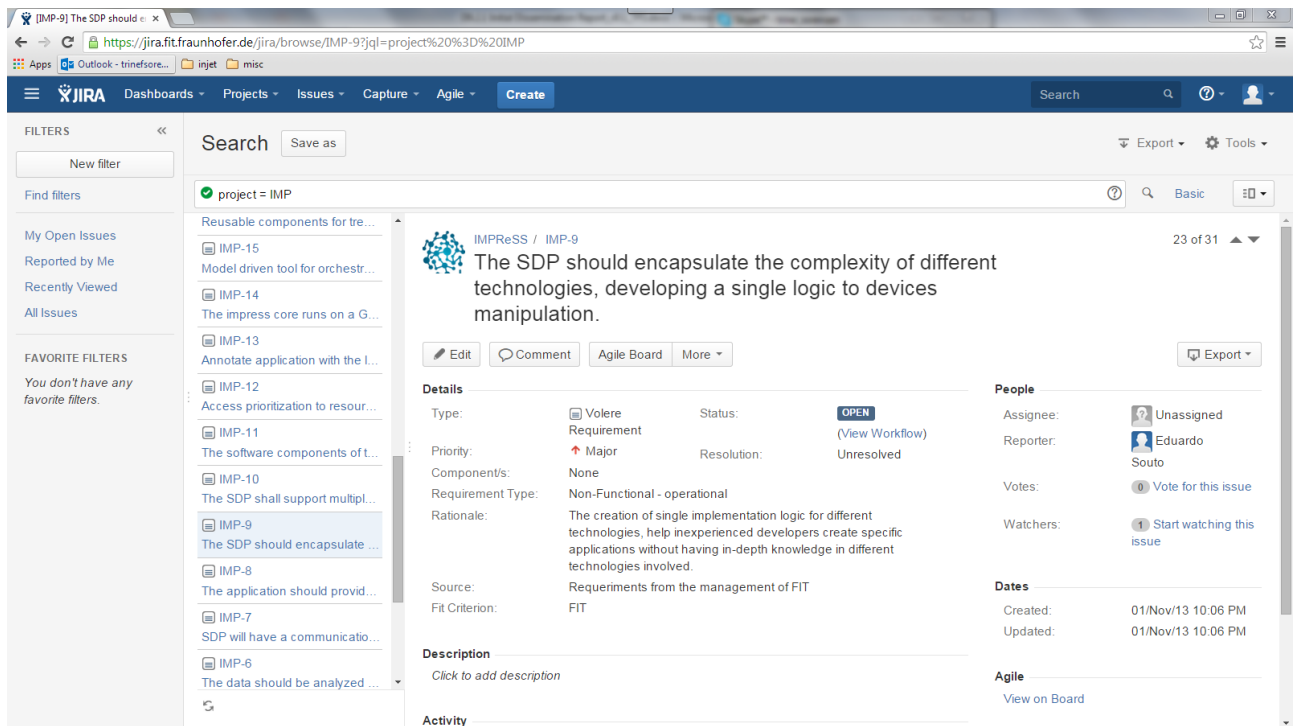 [IMP-9] The SDP should e
https://jira.fit.fraunhofer.de/jira/browse/IMP-9?jql=project%20%3D%20IMP
Apps Outlook - trinefsore... injet misc
JIRA Dashboards Projects Issues Capture Agile Create Search
FILTERS
New filter
Find filters
My Open Issues
Reported by Me
Recently Viewed
All Issues
FAVORITE FILTERS
You don't have any
favorite filters.
Search Save as Export Tools
project = IMP Basic
Reusable components for tre...
IMP-15
Model driven tool for orchestr...
IMP-14
The impress core runs on a G...
IMP-13
Annotate application with the I...
IMP-12
Access prioritization to resour...
IMP-11
The software components of t...
IMP-10
The SDP shall support multipl...
IMP-9
The SDP should encapsulate ...
IMP-8
The application should provid...
IMP-7
SDP will have a communicatio...
IMP-6
The data should be analyzed ...
IMPReSS / IMP-9
23 of 31
The SDP should encapsulate the complexity of different
technologies, developing a single logic to devices
manipulation.
Edit Comment Agile Board More Export
Details
Type: Volere
Requirement
Status: OPEN
(View Workflow)
Priority: Major
Resolution: Unresolved
Component/s: None
Requirement Type: Non-Functional - operational
Rationale: The creation of single implementation logic for different
technologies, help inexperienced developers create specific
applications without having in-depth knowledge in different
technologies involved.
Source: Requeriments from the management of FIT
Fit Criterion: FIT
Description
Click to add description
Activity
People
Assignee: Unassigned
Reporter: Eduardo
Souto
Votes: 0 Vote for this issue
Watchers: 1 Start watching this
issue
Dates
Created: 01/Nov/13 10:06 PM
Updated: 01/Nov/13 10:06 PM
Agile
View on Board